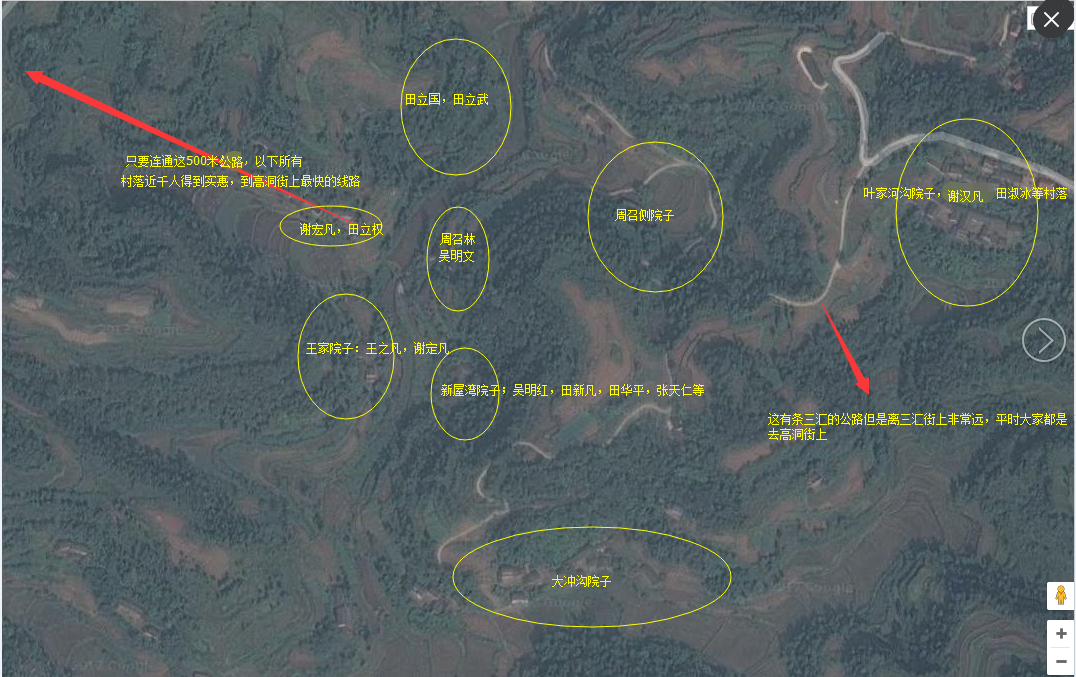 田立国，田立武
只要连通这500米公路，以下所有
村落近千人得到实惠，到高洞街上最快的线路
叶家河沟院子，谢汉凡 田淑冰等村落
周召侧院子
谢宏凡，田立权
周召林
吴明文
王家院子：王之凡，谢定凡
新屋湾院子；吴明红，田新凡，田华平，张天仁等
这有条三汇的公路但是离三汇街上非常远，平时大家都是
去高洞街上
大冲沟院子